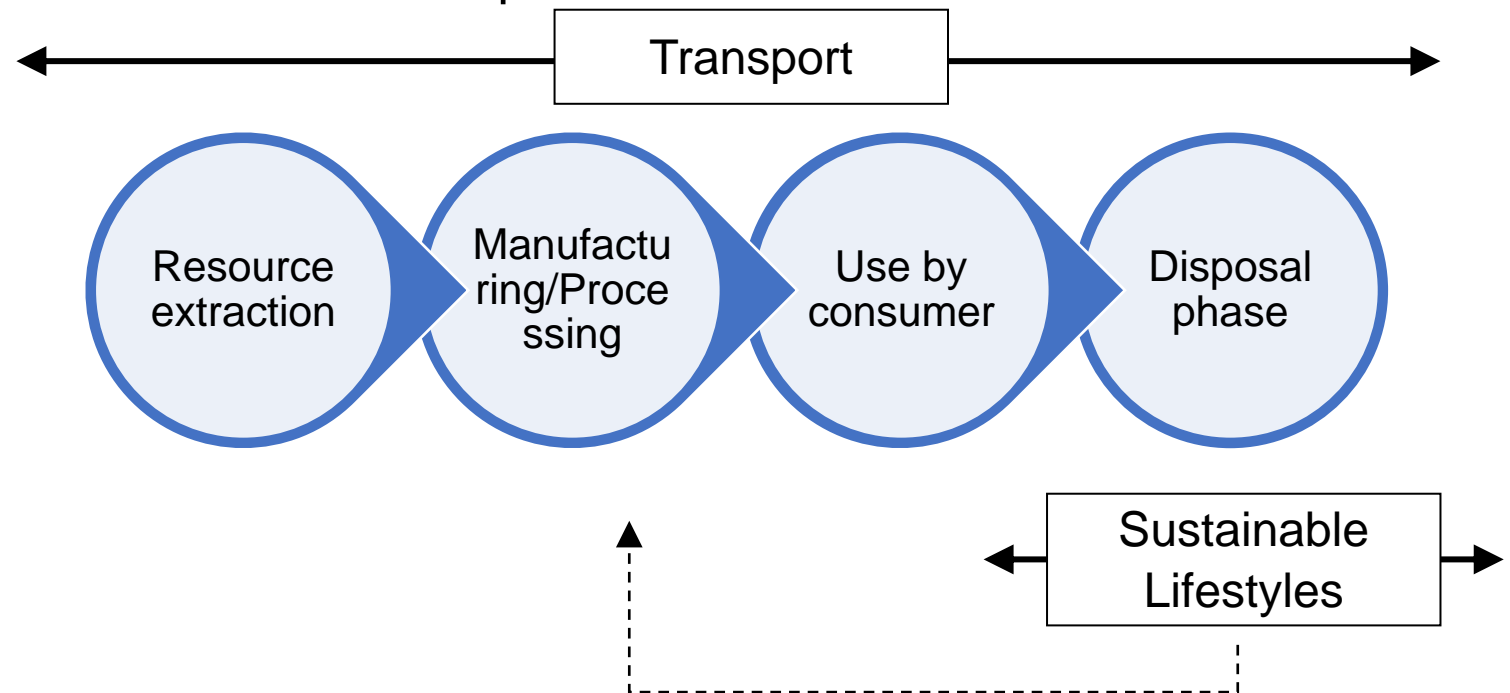 Transport
Resource
extraction
Manufactu
ring/Proce
ssing
Use by
consumer
Disposal
phase
Sustainable
Lifestyles